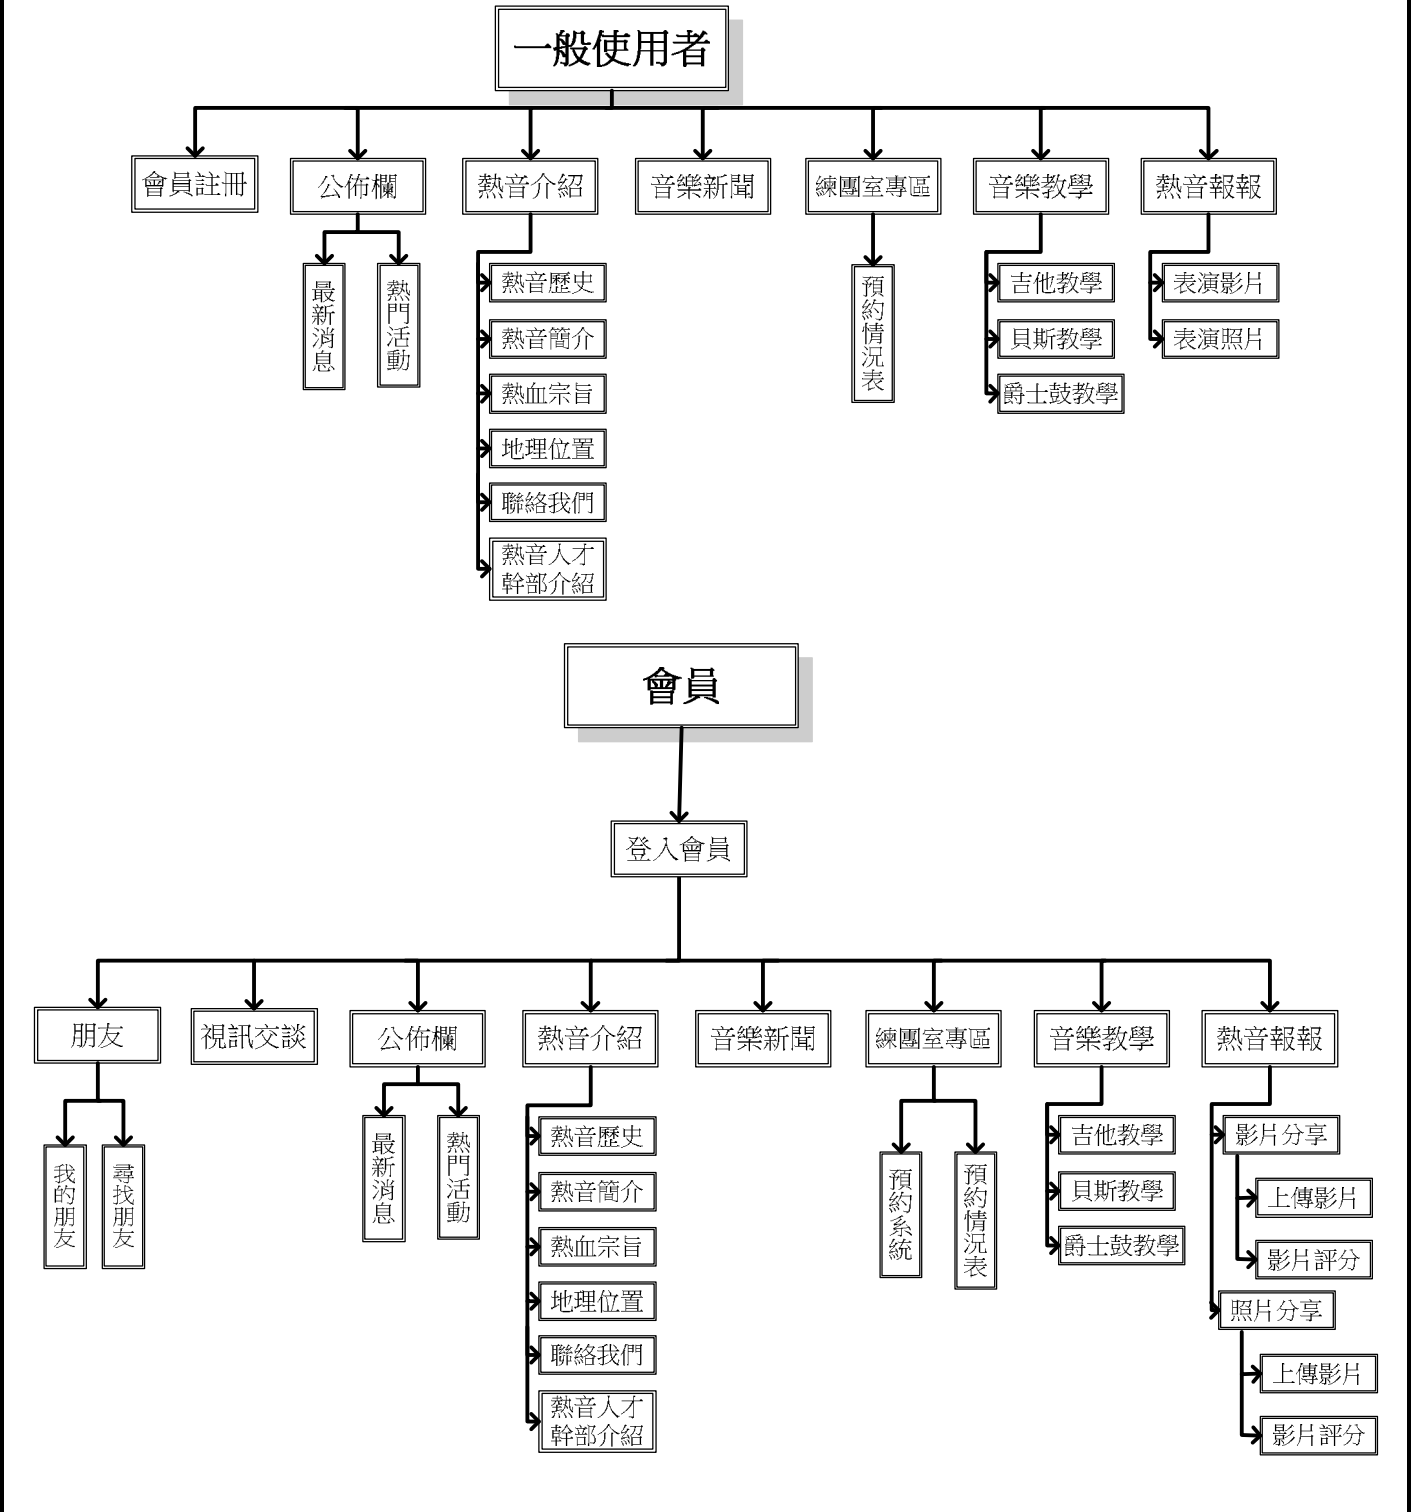 一般使用者
會員註冊
公佈欄
熱音介紹
音樂新聞
練團室專區
音樂教學
熱音報報
最新消息
熱門活動
熱音歷史
熱音簡介
熱血宗旨
地理位置
聯絡我們
熱音人才
幹部介紹
預約情況表
吉他教學
貝斯教學
爵士鼓教學
表演影片
表演照片
會員
登入會員
朋友
視訊交談
公佈欄
熱音介紹
音樂新聞
練團室專區
音樂教學
熱音報報
我的朋友
尋找朋友
最新消息
熱門活動
熱音歷史
熱音簡介
熱血宗旨
地理位置
聯絡我們
熱音人才
幹部介紹
預約系統
預約情況表
吉他教學
貝斯教學
爵士鼓教學
影片分享
上傳影片
影片評分
照片分享
上傳影片
影片評分